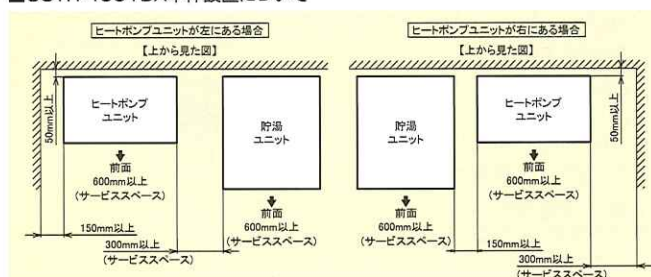 ヒートポンプユニットが左にある場合
【上から見た図】
50mm以上
ヒートポンプ
ユニット
貯湯
ユニット
前面
600mm以上
(サービススペース)
前面
600mm以上
(サービススペース)
150mm以上
300mm以上
(サービススペース)
ヒートポンプユニットが右にある場合
【上から見た図】
貯湯
ユニット
ヒートポンプ
ユニット
50mm以上
前面
600mm以上
(サービススペース)
前面
600mm以上
(サービススペース)
150mm以上
300mm以上
(サービススペース)